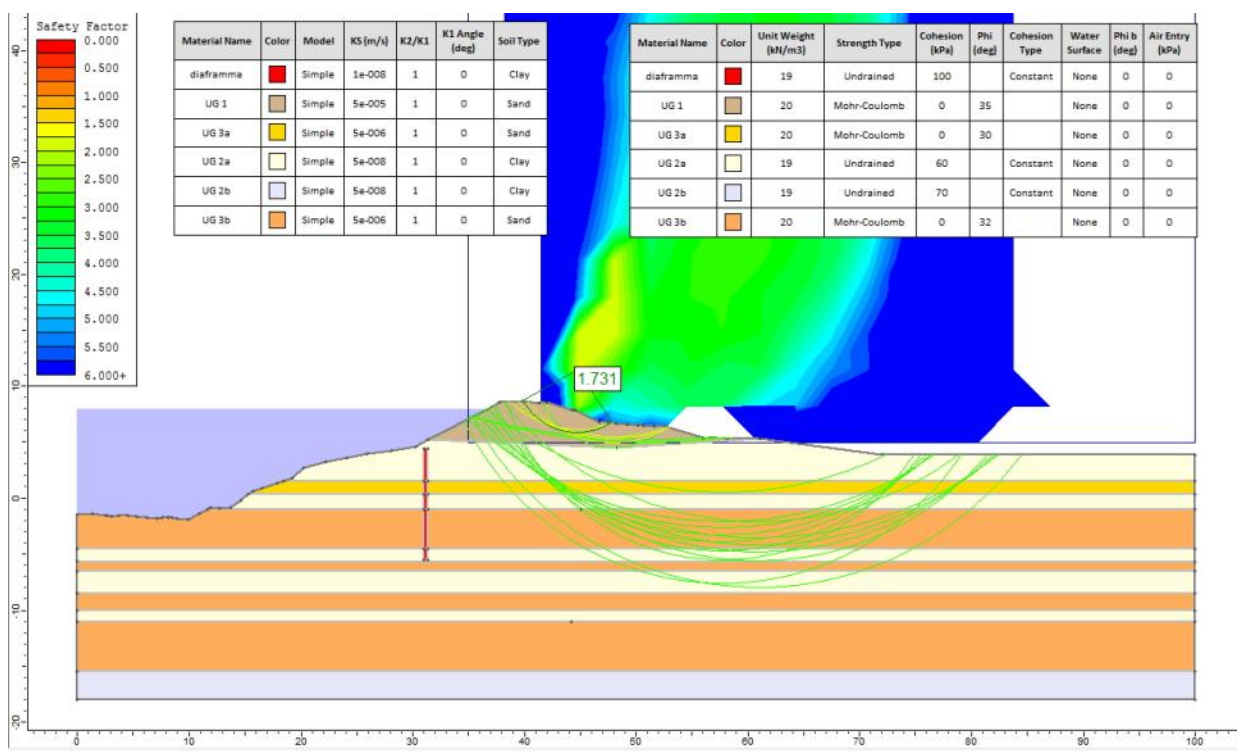 Safety Factor
0.000
0.500
1.000
1.500
2.000
2.500
3.000
3.500
4.000
4.500
5.000
5.500
6.000+
Material Name Color Model KS (m/s) K2/K1 K1 Angle (deg) Soil Type
diaframma Simple 1e-008 1 0 Clay
UG 1 Simple 5e-005 1 0 Sand
UG 3a Simple 5e-006 1 0 Sand
UG 2a Simple 5e-008 1 0 Clay
UG 2b Simple 5e-008 1 0 Clay
UG 3b Simple 5e-006 1 0 Sand
Material Name Color Unit Weight (kN/m3) Strength Type Cohesion (kPa) Phi (deg) Cohesion Type Water Surface Phi b (deg) Air Entry (kPa)
diaframma 19 Undrained 100 Constant None 0 0
UG 1 20 Mohr-Coulomb 0 35 None 0 0
UG 3a 20 Mohr-Coulomb 0 30 None 0 0
UG 2a 19 Undrained 60 Constant None 0 0
UG 2b 19 Undrained 70 Constant None 0 0
UG 3b 20 Mohr-Coulomb 0 32 None 0 0
1.731
40
30
20
10
0
-10
-20
0 10 20 30 40 50 60 70 80 90 100